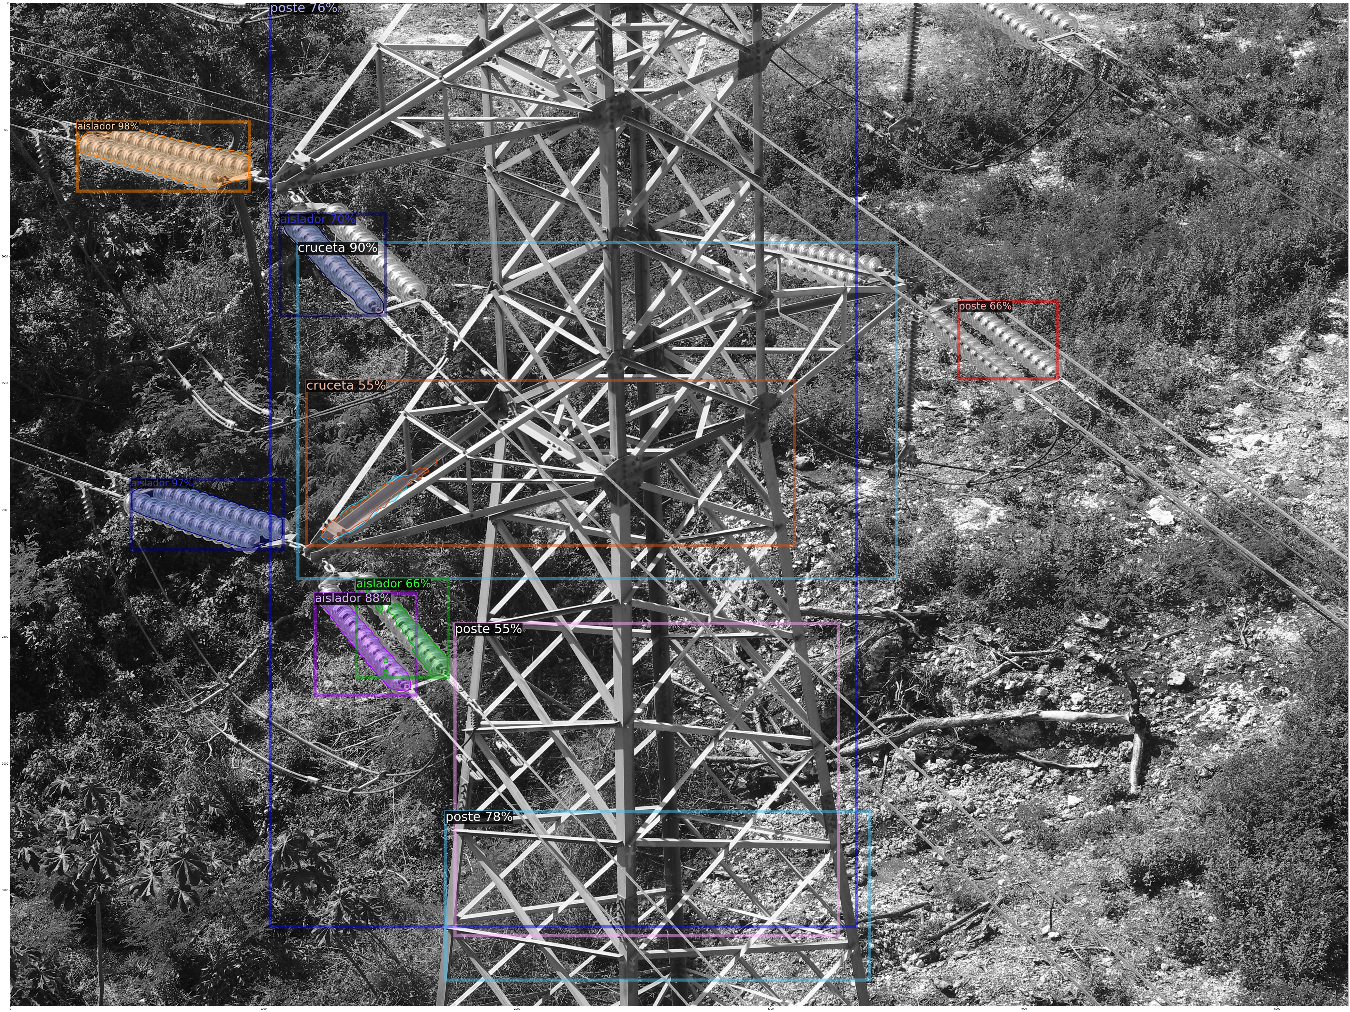 poste 76%
aislador 98%
aislador 70%
cruceta 90%
poste 66%
cruceta 55%
aislador 97%
aislador 66%
aislador 88%
poste 55%
poste 78%